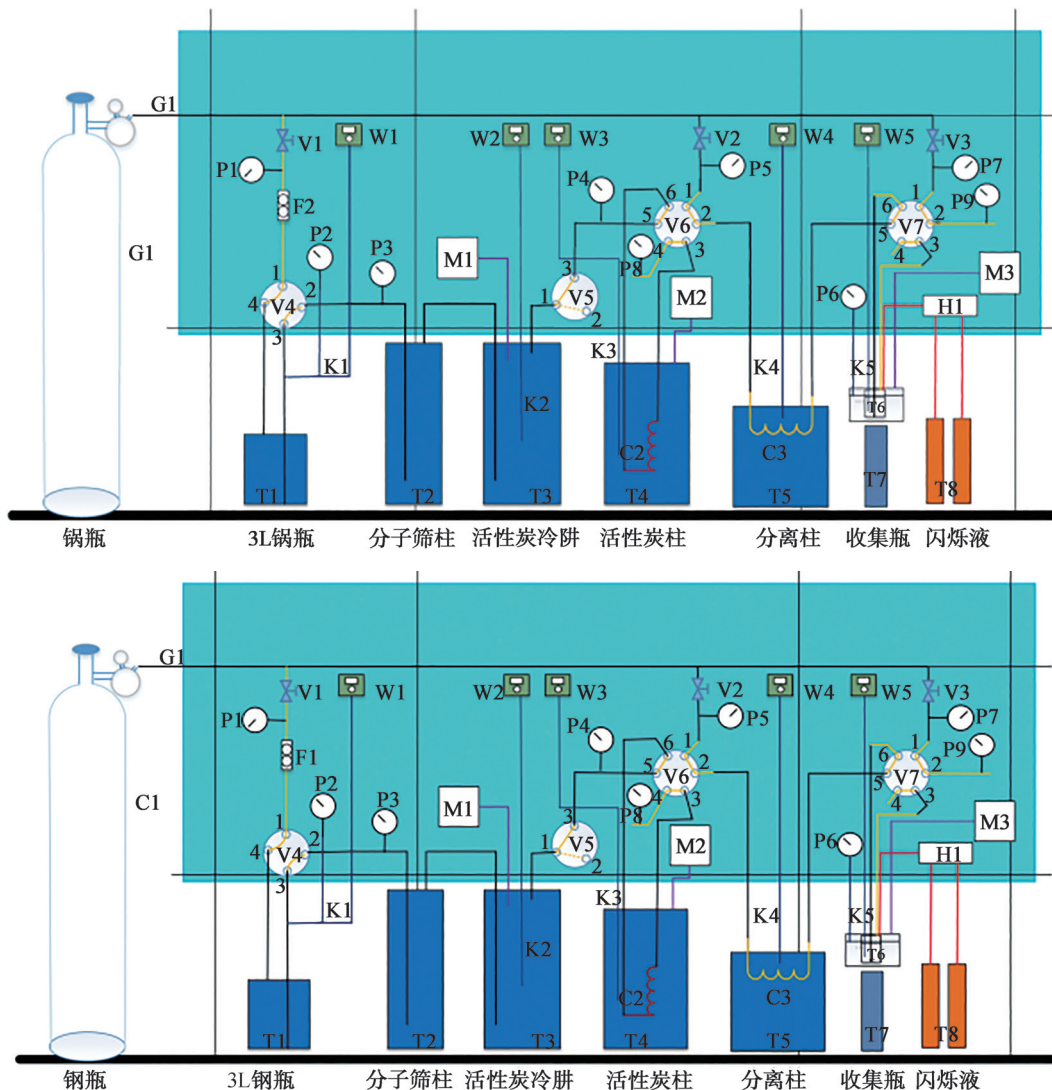 G1
V1 W1 W2 W3 V2 W4 W5 V3
P1 P5 P7
F2 P4 6 1 P9
G1 P2 P3 5 V6 2 6 1 2
M1 P8 4 3 5 V7 3
1 3 M2 4 M3
4 V4 2 1 V5 P6 H1
3 2
K1 K3 K4 K5
T6
K2
C2 C3
T1 T2 T3 T4 T5 T7 T8
锅瓶 3L锅瓶 分子筛柱 活性炭冷阱 活性炭柱 分离柱 收集瓶 闪烁液
G1
V1 W1 W2 W3 V2 W4 W5 V3
P1 P5 P7
F1 P4 6 1 P9
C1 P2 P3 5 V6 2 6 1 2
M1 P8 4 3 5 V7 3
1 3 4 M3
4 V4 2 1 V5 M2 P6 H1
3 2
K1 K3 K4 K5
T6
K2
C2 C3
T1 T2 T3 T4 T5 T7 T8
钢瓶 3L钢瓶 分子筛柱 活性炭冷肼 活性炭柱 分离柱 收集瓶 闪烁液